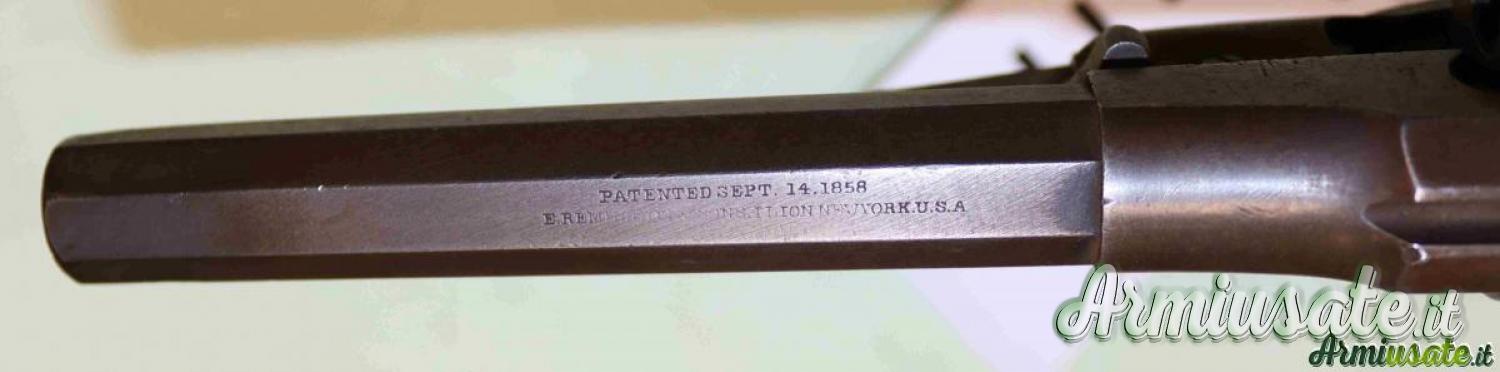 PATENTED SEPT. 14.1858
E. ILION NEW YORK.U.S.A
Armiusate.it
Armiusate.it